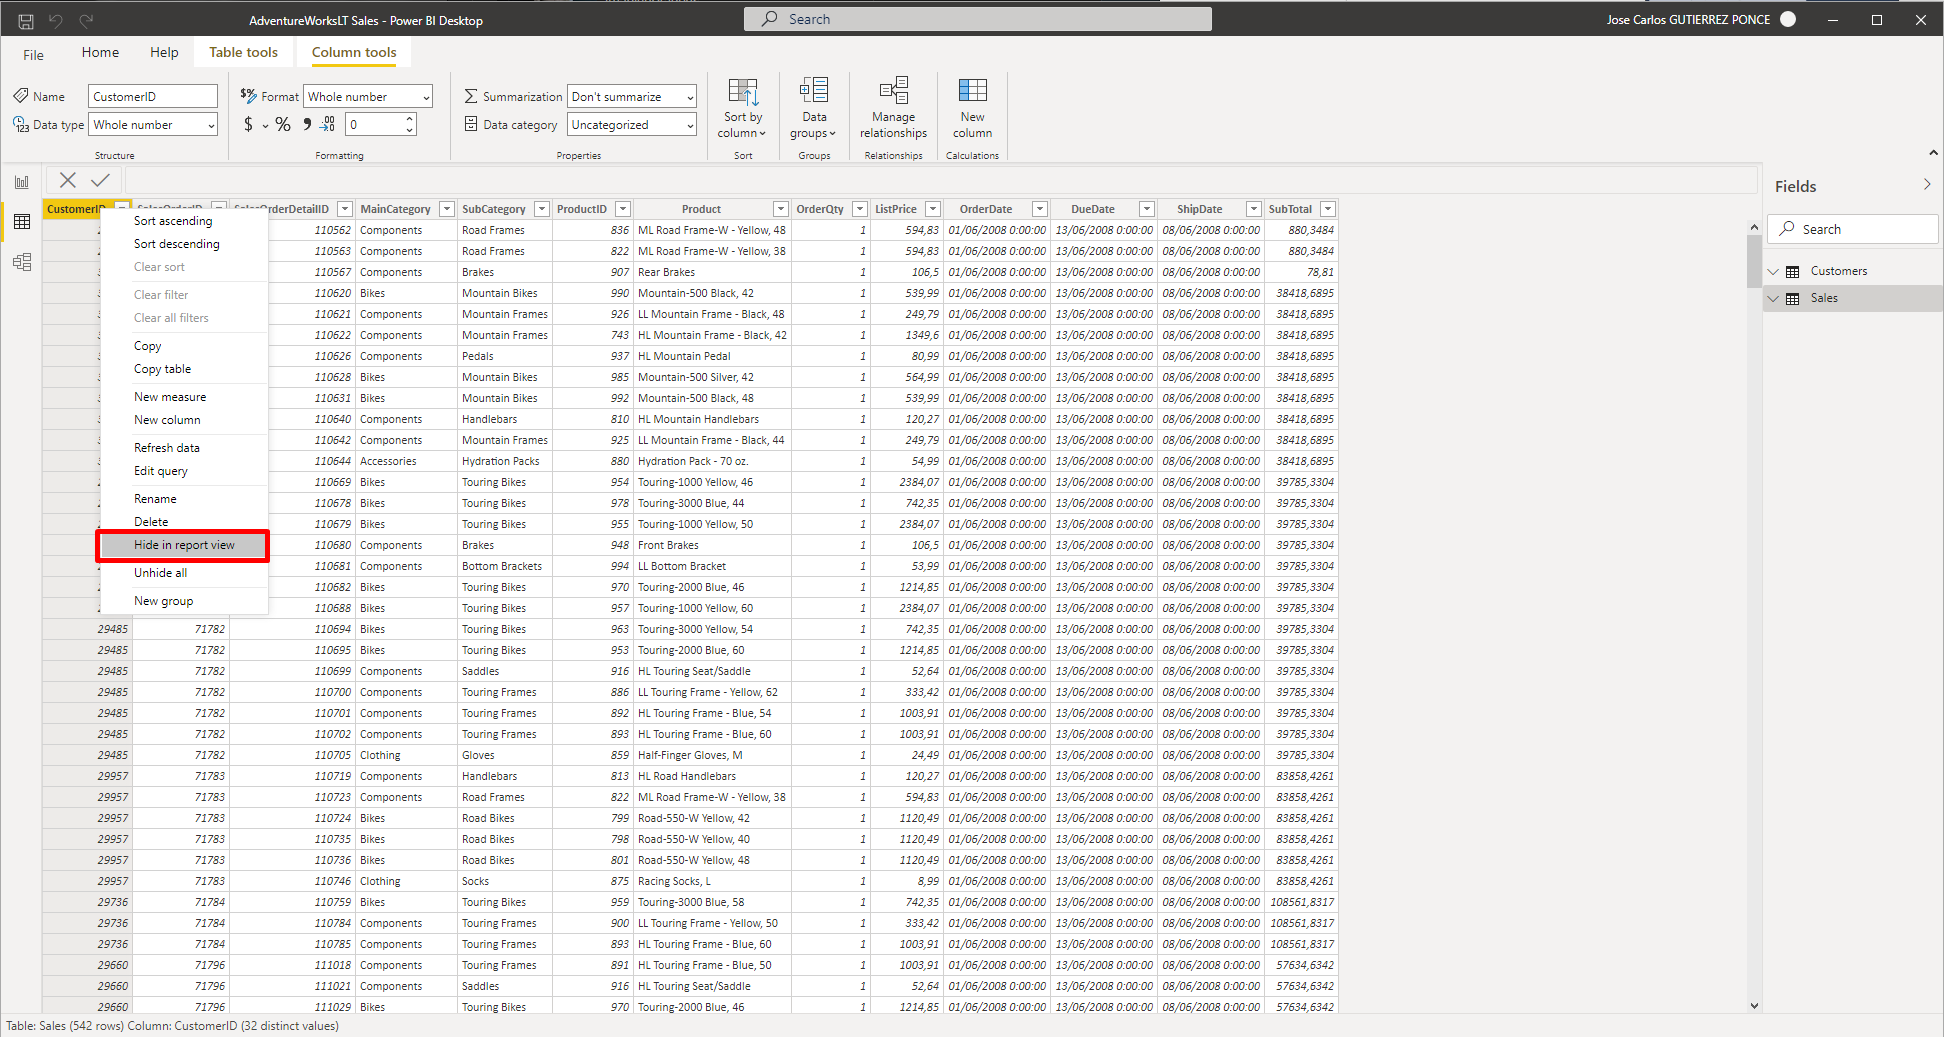 AdventureWorksLT Sales - Power BI Desktop
Search
Jose Carlos GUTIERREZ PONCE
File Home Help Table tools Column tools
Name CustomerID
Data type Whole number
Structure
Format Whole number
$ % 0
Formatting
Summarization Don't summarize
Data category Uncategorized
Properties
Sort by
column
Sort
Data
groups
Groups
Manage
relationships
Relationships
New
column
Calculations
CustomerID SalesOrderID SalesOrderDetailID MainCategory SubCategory ProductID Product OrderQty ListPrice OrderDate DueDate ShipDate SubTotal
110562 Components Road Frames 836 ML Road Frame-W - Yellow, 48 1 594,83 01/06/2008 0:00:00 13/06/2008 0:00:00 08/06/2008 0:00:00 880,3484
110563 Components Road Frames 822 ML Road Frame-W - Yellow, 38 1 594,83 01/06/2008 0:00:00 13/06/2008 0:00:00 08/06/2008 0:00:00 880,3484
110567 Components Brakes 907 Rear Brakes 1 106,5 01/06/2008 0:00:00 13/06/2008 0:00:00 08/06/2008 0:00:00 78,81
110620 Bikes Mountain Bikes 990 Mountain-500 Black, 42 1 539,99 01/06/2008 0:00:00 13/06/2008 0:00:00 08/06/2008 0:00:00 38418,6895
110621 Components Mountain Frames 926 LL Mountain Frame - Black, 48 1 249,79 01/06/2008 0:00:00 13/06/2008 0:00:00 08/06/2008 0:00:00 38418,6895
110622 Components Mountain Frames 743 HL Mountain Frame - Black, 42 1 1349,6 01/06/2008 0:00:00 13/06/2008 0:00:00 08/06/2008 0:00:00 38418,6895
110626 Components Pedals 937 HL Mountain Pedal 1 80,99 01/06/2008 0:00:00 13/06/2008 0:00:00 08/06/2008 0:00:00 38418,6895
110628 Bikes Mountain Bikes 985 Mountain-500 Silver, 42 1 564,99 01/06/2008 0:00:00 13/06/2008 0:00:00 08/06/2008 0:00:00 38418,6895
110631 Bikes Mountain Bikes 992 Mountain-500 Black, 48 1 539,99 01/06/2008 0:00:00 13/06/2008 0:00:00 08/06/2008 0:00:00 38418,6895
110640 Components Handlebars 810 HL Mountain Handlebars 1 120,27 01/06/2008 0:00:00 13/06/2008 0:00:00 08/06/2008 0:00:00 38418,6895
110642 Components Mountain Frames 925 LL Mountain Frame - Black, 44 1 249,79 01/06/2008 0:00:00 13/06/2008 0:00:00 08/06/2008 0:00:00 38418,6895
110644 Accessories Hydration Packs 880 Hydration Pack - 70 oz. 1 54,99 01/06/2008 0:00:00 13/06/2008 0:00:00 08/06/2008 0:00:00 38418,6895
110669 Bikes Touring Bikes 954 Touring-1000 Yellow, 46 1 2384,07 01/06/2008 0:00:00 13/06/2008 0:00:00 08/06/2008 0:00:00 39785,3304
110678 Bikes Touring Bikes 978 Touring-3000 Blue, 44 1 742,35 01/06/2008 0:00:00 13/06/2008 0:00:00 08/06/2008 0:00:00 39785,3304
110679 Bikes Touring Bikes 955 Touring-1000 Yellow, 50 1 2384,07 01/06/2008 0:00:00 13/06/2008 0:00:00 08/06/2008 0:00:00 39785,3304
110680 Components Brakes 948 Front Brakes 1 106,5 01/06/2008 0:00:00 13/06/2008 0:00:00 08/06/2008 0:00:00 39785,3304
110681 Components Bottom Brackets 994 LL Bottom Bracket 1 53,99 01/06/2008 0:00:00 13/06/2008 0:00:00 08/06/2008 0:00:00 39785,3304
110682 Bikes Touring Bikes 970 Touring-2000 Blue, 46 1 1214,85 01/06/2008 0:00:00 13/06/2008 0:00:00 08/06/2008 0:00:00 39785,3304
110688 Bikes Touring Bikes 957 Touring-1000 Yellow, 60 1 2384,07 01/06/2008 0:00:00 13/06/2008 0:00:00 08/06/2008 0:00:00 39785,3304
29485 71782 110694 Bikes Touring Bikes 963 Touring-3000 Yellow, 54 1 742,35 01/06/2008 0:00:00 13/06/2008 0:00:00 08/06/2008 0:00:00 39785,3304
29485 71782 110695 Bikes Touring Bikes 953 Touring-2000 Blue, 60 1 1214,85 01/06/2008 0:00:00 13/06/2008 0:00:00 08/06/2008 0:00:00 39785,3304
29485 71782 110699 Components Saddles 916 HL Touring Seat/Saddle 1 52,64 01/06/2008 0:00:00 13/06/2008 0:00:00 08/06/2008 0:00:00 39785,3304
29485 71782 110700 Components Touring Frames 886 LL Touring Frame - Yellow, 62 1 333,42 01/06/2008 0:00:00 13/06/2008 0:00:00 08/06/2008 0:00:00 39785,3304
29485 71782 110701 Components Touring Frames 892 HL Touring Frame - Blue, 54 1 1003,91 01/06/2008 0:00:00 13/06/2008 0:00:00 08/06/2008 0:00:00 39785,3304
29485 71782 110702 Components Touring Frames 893 HL Touring Frame - Blue, 60 1 1003,91 01/06/2008 0:00:00 13/06/2008 0:00:00 08/06/2008 0:00:00 39785,3304
29485 71782 110705 Clothing Gloves 859 Half-Finger Gloves, M 1 24,49 01/06/2008 0:00:00 13/06/2008 0:00:00 08/06/2008 0:00:00 39785,3304
29957 71783 110719 Components Handlebars 813 HL Road Handlebars 1 120,27 01/06/2008 0:00:00 13/06/2008 0:00:00 08/06/2008 0:00:00 83858,4261
29957 71783 110723 Components Road Frames 822 ML Road Frame-W - Yellow, 38 1 594,83 01/06/2008 0:00:00 13/06/2008 0:00:00 08/06/2008 0:00:00 83858,4261
29957 71783 110724 Bikes Road Bikes 799 Road-550-W Yellow, 42 1 1120,49 01/06/2008 0:00:00 13/06/2008 0:00:00 08/06/2008 0:00:00 83858,4261
29957 71783 110735 Bikes Road Bikes 798 Road-550-W Yellow, 40 1 1120,49 01/06/2008 0:00:00 13/06/2008 0:00:00 08/06/2008 0:00:00 83858,4261
29957 71783 110736 Bikes Road Bikes 801 Road-550-W Yellow, 48 1 1120,49 01/06/2008 0:00:00 13/06/2008 0:00:00 08/06/2008 0:00:00 83858,4261
29957 71783 110746 Clothing Socks 875 Racing Socks, L 1 8,99 01/06/2008 0:00:00 13/06/2008 0:00:00 08/06/2008 0:00:00 83858,4261
29736 71784 110759 Bikes Touring Bikes 959 Touring-3000 Blue, 58 1 742,35 01/06/2008 0:00:00 13/06/2008 0:00:00 08/06/2008 0:00:00 108561,8317
29736 71784 110784 Components Touring Frames 900 LL Touring Frame - Yellow, 50 1 333,42 01/06/2008 0:00:00 13/06/2008 0:00:00 08/06/2008 0:00:00 108561,8317
29736 71784 110785 Components Touring Frames 893 HL Touring Frame - Blue, 60 1 1003,91 01/06/2008 0:00:00 13/06/2008 0:00:00 08/06/2008 0:00:00 108561,8317
29660 71796 111018 Components Touring Frames 891 HL Touring Frame - Blue, 50 1 1003,91 01/06/2008 0:00:00 13/06/2008 0:00:00 08/06/2008 0:00:00 57634,6342
29660 71796 111021 Components Saddles 916 HL Touring Seat/Saddle 1 52,64 01/06/2008 0:00:00 13/06/2008 0:00:00 08/06/2008 0:00:00 57634,6342
29660 71796 111029 Bikes Touring Bikes 970 Touring-2000 Blue, 46 1 1214,85 01/06/2008 0:00:00 13/06/2008 0:00:00 08/06/2008 0:00:00 57634,6342
Sort ascending
Sort descending
Clear sort
Clear filter
Clear all filters
Copy
Copy table
New measure
New column
Refresh data
Edit query
Rename
Delete
Hide in report view
Unhide all
New group
Fields
Search
Customers
Sales
Table: Sales (542 rows) Column: CustomerID (32 distinct values)